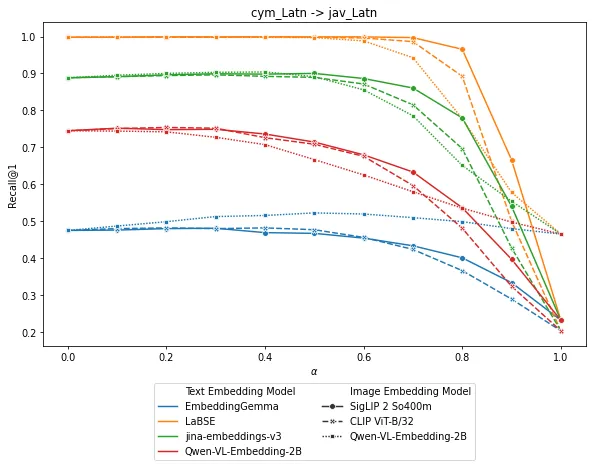 cym_Latn -> jav_Latn
Recall@1
1.0
0.9
0.8
0.7
0.6
0.5
0.4
0.3
0.2
0.0 0.2 0.4 0.6 0.8 1.0
α
Text Embedding Model
EmbeddingGemma
LaBSE
jina-embeddings-v3
Qwen-VL-Embedding-2B
Image Embedding Model
SigLIP 2 So400m
CLIP ViT-B/32
Qwen-VL-Embedding-2B